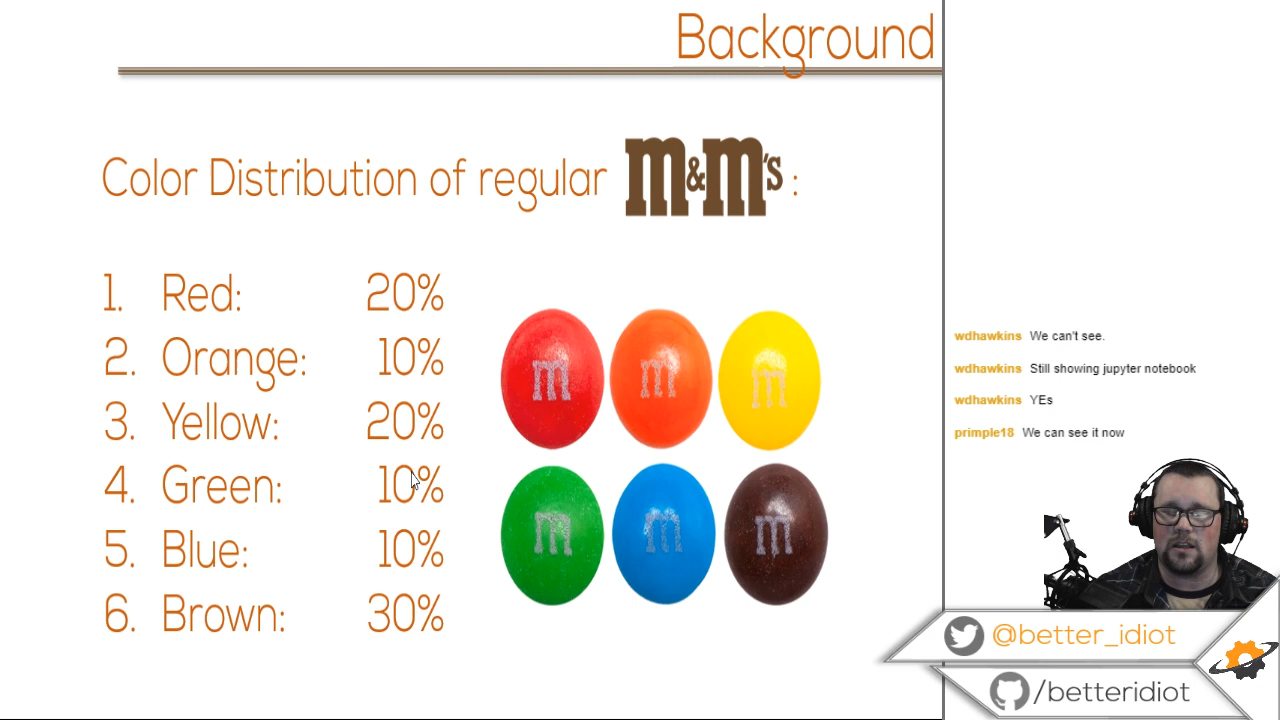 Background
Color Distribution of regular m&m's :
1. Red: 20%
2. Orange: 10%
3. Yellow: 20%
4. Green: 10%
5. Blue: 10%
6. Brown: 30%
m m m
m m m
wdhawkins We can't see.
wdhawkins Still showing jupyter notebook
wdhawkins YEs
primple18 We can see it now
@better_idiot
/betteridiot